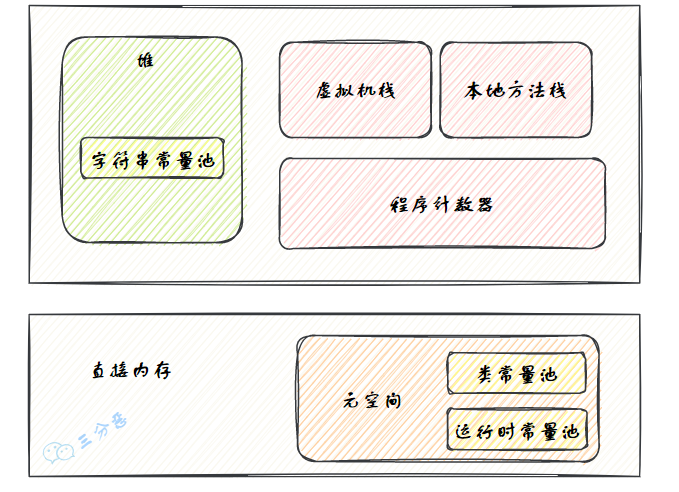 堆
字符串常量池
虚拟机栈
本地方法栈
程序计数器
直接内存
元空间
类常量池
运行时常量池
三分恶